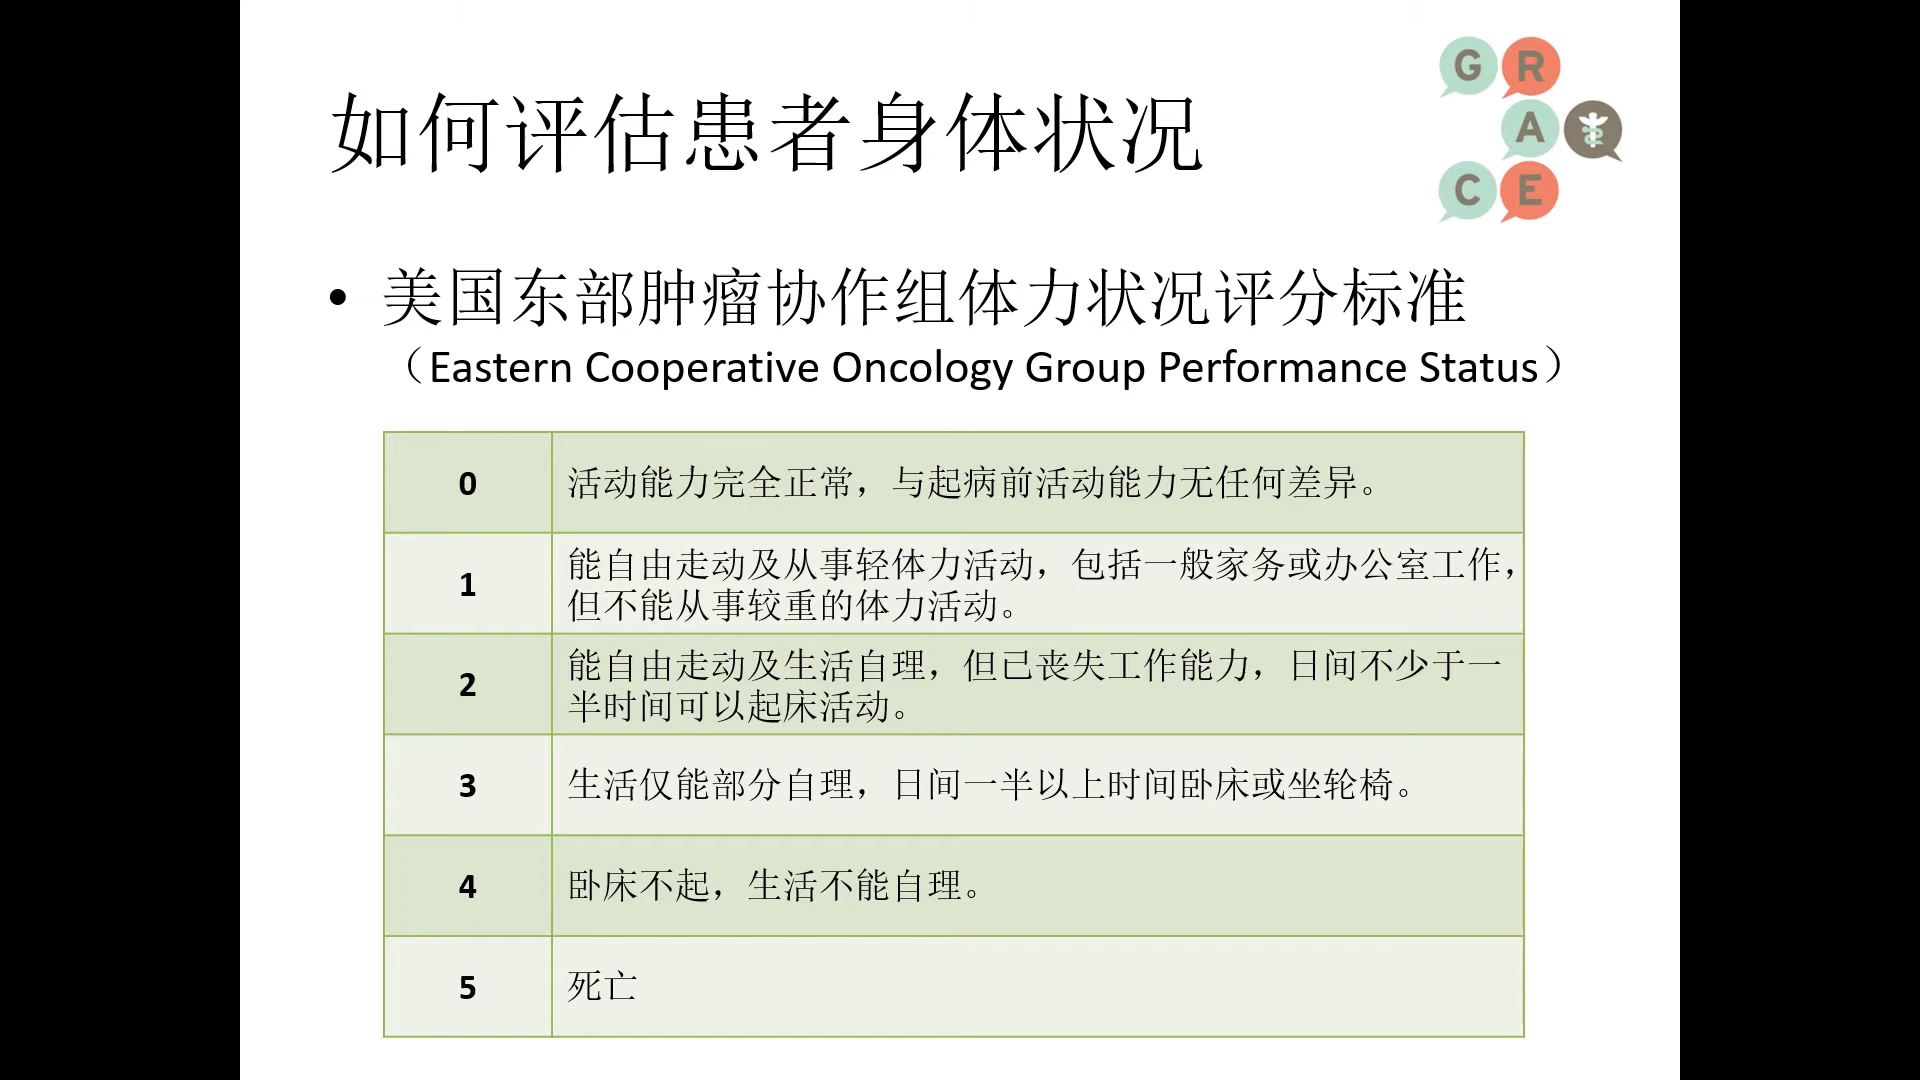 如何评估患者身体状况
G R
A
C E
• 美国东部肿瘤协作组体力状况评分标准
（Eastern Cooperative Oncology Group Performance Status）
0 活动能力完全正常，与起病前活动能力无任何差异。
1 能自由走动及从事轻体力活动，包括一般家务或办公室工作，
但不能从事较重的体力活动。
2 能自由走动及生活自理，但已丧失工作能力，日间不少于一
半时间可以起床活动。
3 生活仅能部分自理，日间一半以上时间卧床或坐轮椅。
4 卧床不起，生活不能自理。
5 死亡